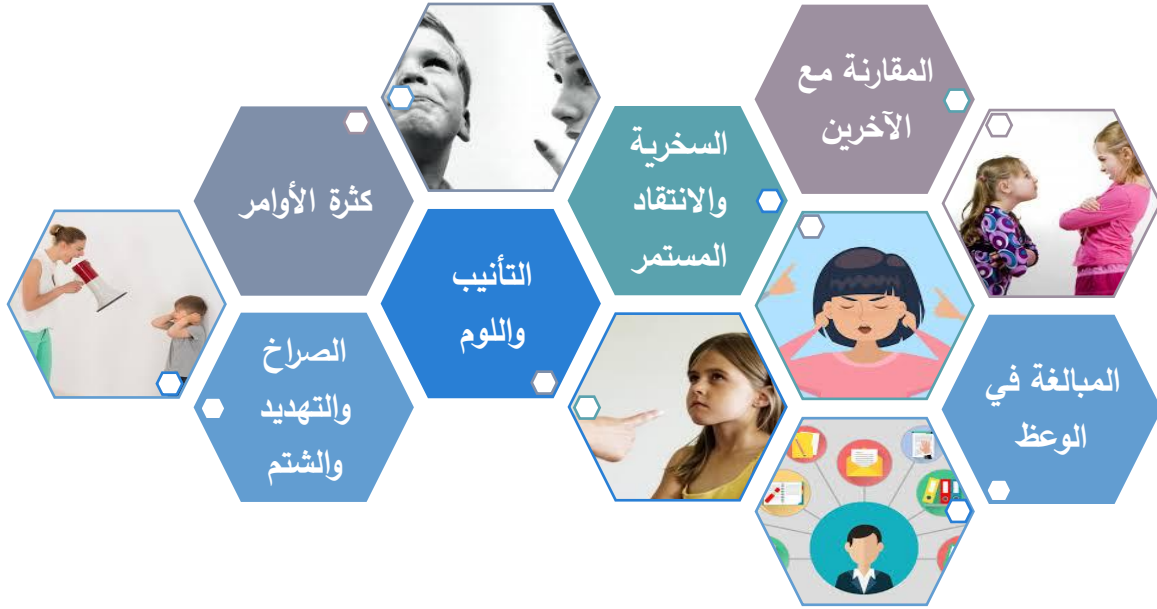 المقارنة مع
الآخرين
السخرية
والانتقاد
المستمر
كثرة الأوامر
التأنيب
واللوم
الصراخ
والتهديد
والشتم
المبالغة في
الوعظ